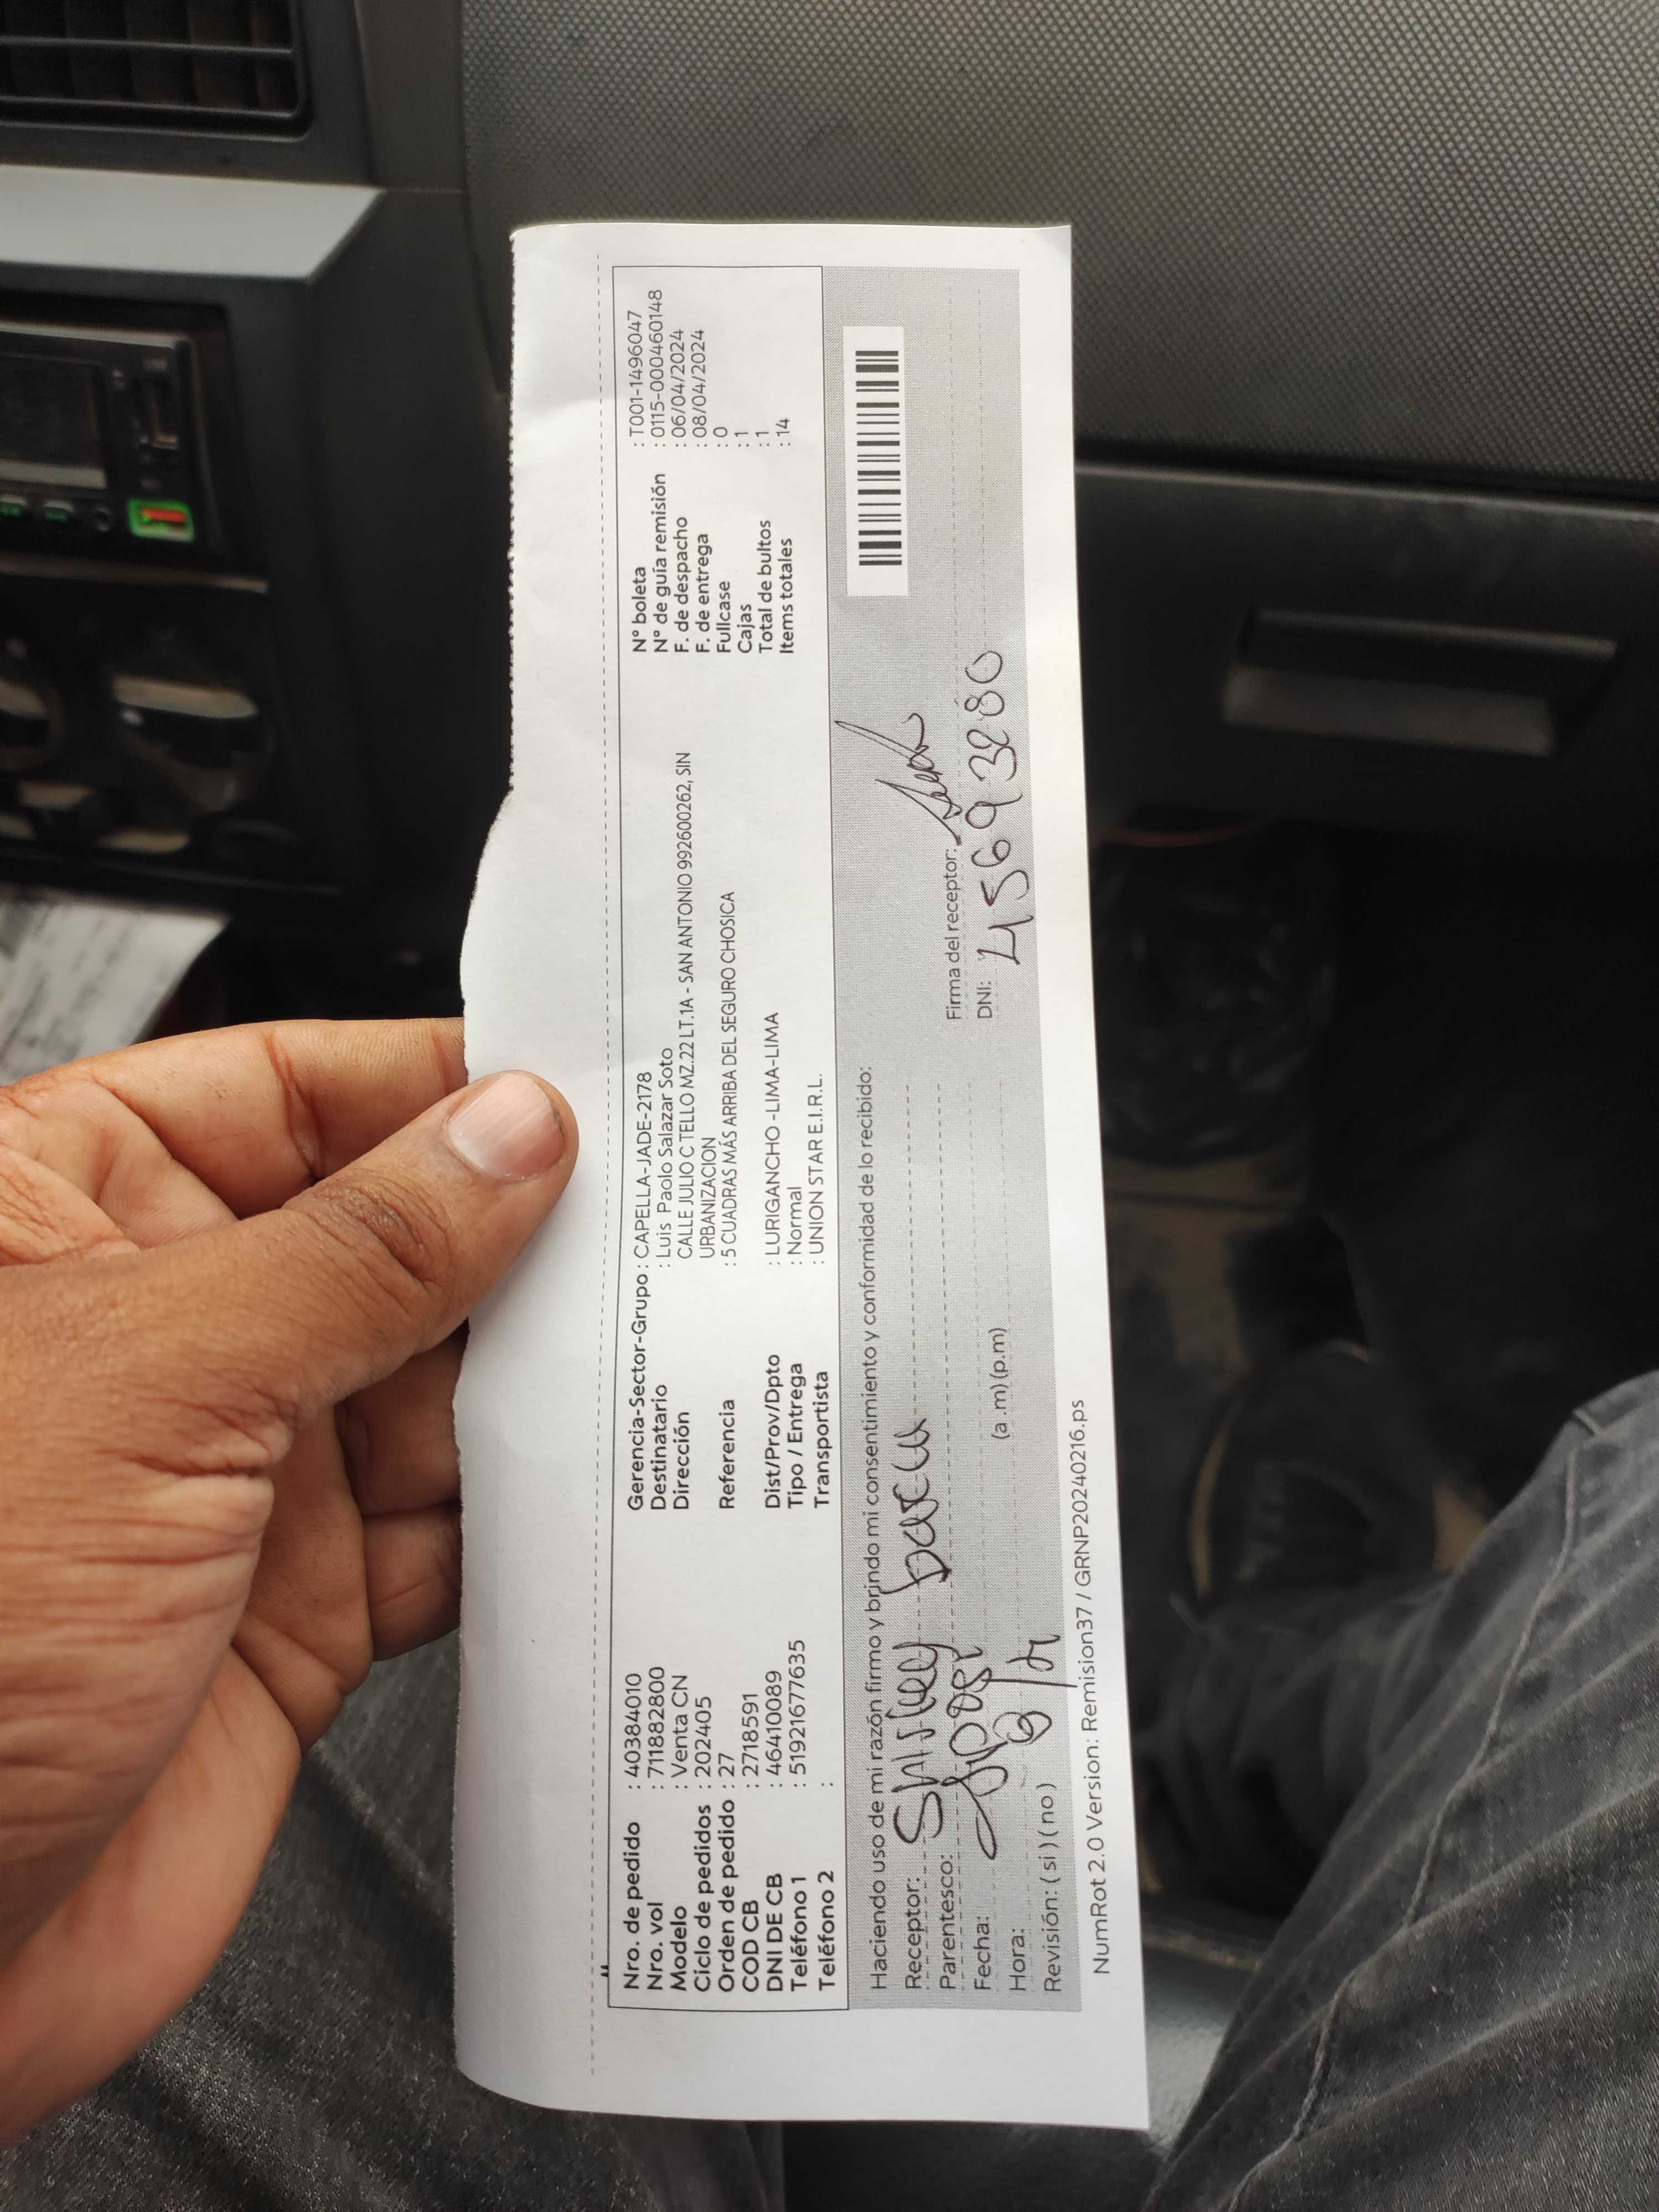 Nro. de pedido : 40384010
Nro. vol : 711882800
Modelo : Venta CN
Ciclo de pedidos : 202405
Orden de pedido : 27
COD CB : 2718591
DNI DE CB : 46410089
Teléfono 1 : 51921677635
Teléfono 2 :
Gerencia-Sector-Grupo : CAPELLA-JADE-2178
Destinatario : Luis Paolo Salazar Soto
Dirección CALLE JULIO C TELLO MZ.22 LT.1A - SAN ANTONIO 992600262, SIN
URBANIZACION
Referencia : 5 CUADRAS MÁS ARRIBA DEL SEGURO CHOSICA
Dist/Prov/Dpto : LURIGANCHO -LIMA-LIMA
Tipo / Entrega : Normal
Transportista : UNION STAR E.I.R.L.
N° boleta : T001-1496047
N° de guía remisión : 0115-000460148
F. de despacho : 06/04/2024
F. de entrega : 08/04/2024
Fullcase : 0
Cajas : 1
Total de bultos : 1
Items totales : 14
Haciendo uso de mi razón firmo y brindo mi consentimiento y conformidad de lo recibido:
Receptor:
Parentesco:
Fecha:
Hora: (a .m) (p.m)
Revisión: ( si ) ( no )
Firma del receptor:
DNI:
NumRot 2.0 Version: Remision37 / GRNP20240216.ps